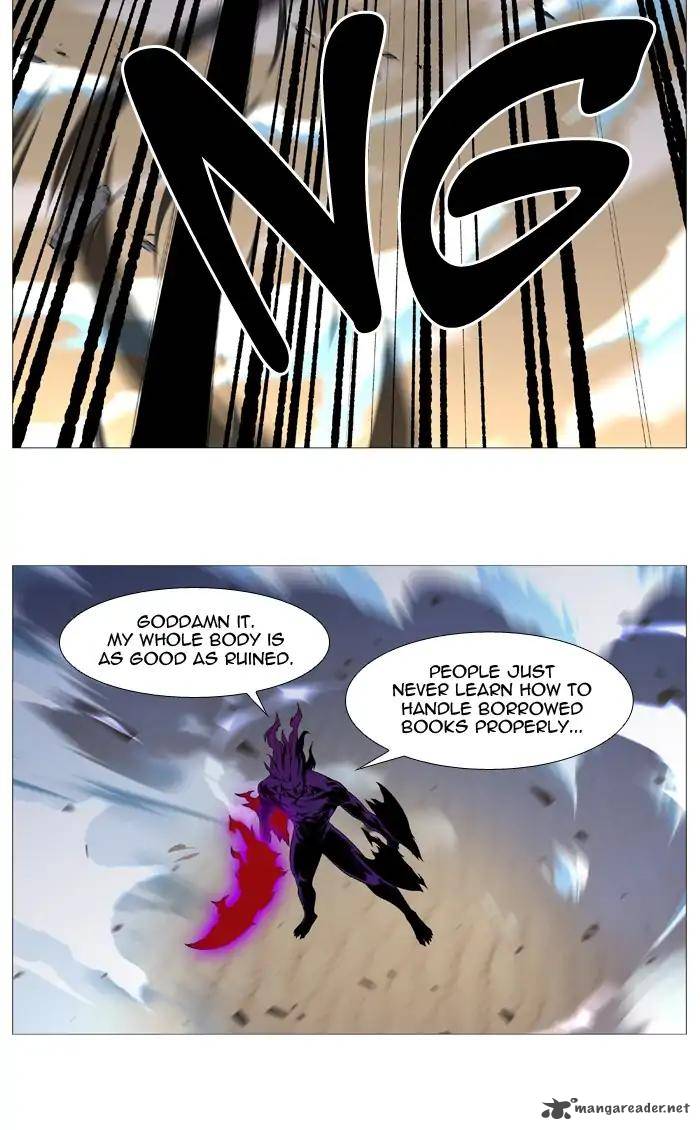 NG
GODDAMN IT.
MY WHOLE BODY IS
AS GOOD AS RUINED.
PEOPLE JUST
NEVER LEARN HOW TO
HANDLE BORROWED
BOOKS PROPERLY...
mangareader.net